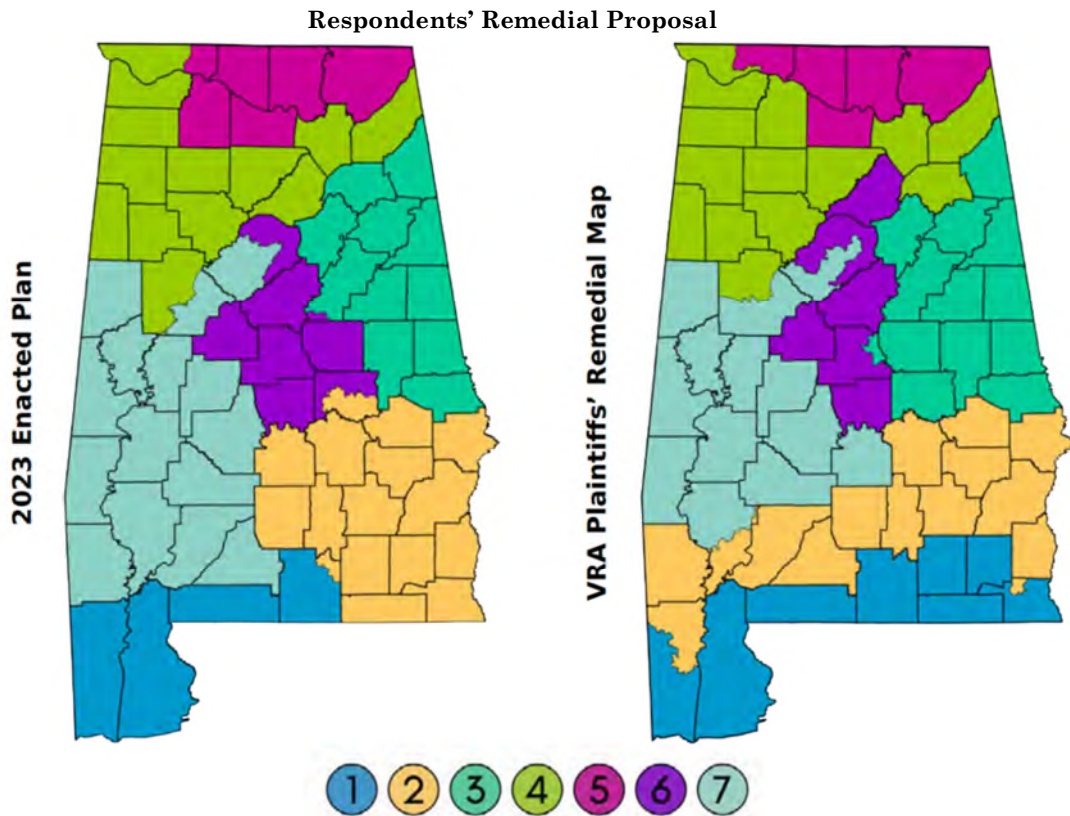 Respondents' Remedial Proposal
2023 Enacted Plan
VRA Plaintiffs' Remedial Map
1 2 3 4 5 6 7